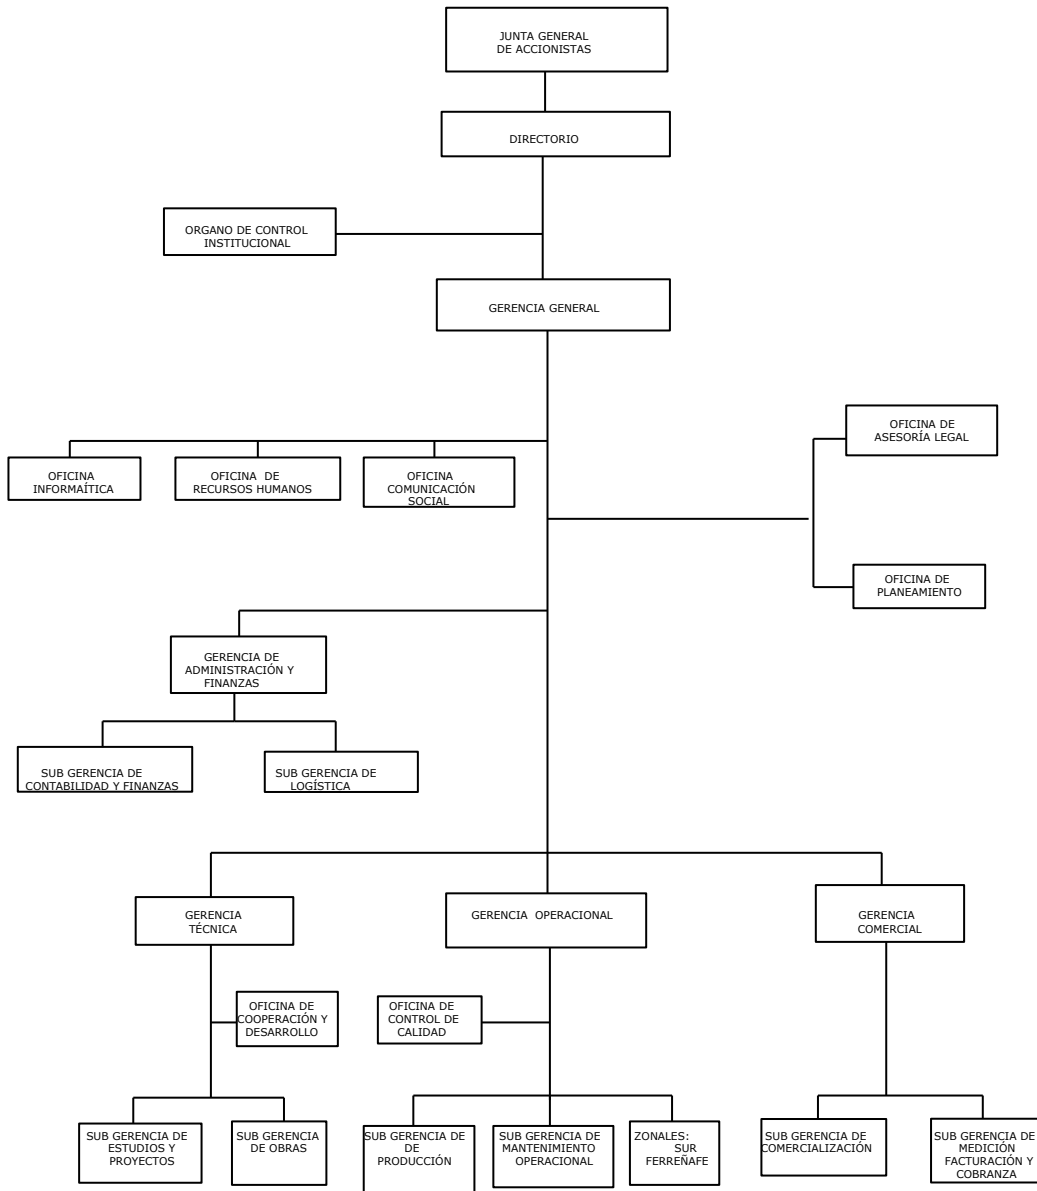 JUNTA GENERAL
DE ACCIONISTAS
DIRECTORIO
ORGANO DE CONTROL
INSTITUCIONAL
GERENCIA GENERAL
OFICINA DE
ASESORÍA LEGAL
OFICINA
INFORMAÍTICA
OFICINA DE
RECURSOS HUMANOS
OFICINA
COMUNICACIÓN
SOCIAL
OFICINA DE
PLANEAMIENTO
GERENCIA DE
ADMINISTRACIÓN Y
FINANZAS
SUB GERENCIA DE
CONTABILIDAD Y FINANZAS
SUB GERENCIA DE
LOGÍSTICA
GERENCIA
TÉCNICA
GERENCIA OPERACIONAL
GERENCIA
COMERCIAL
OFICINA DE
COOPERACIÓN Y
DESARROLLO
OFICINA DE
CONTROL DE
CALIDAD
SUB GERENCIA DE
ESTUDIOS Y
PROYECTOS
SUB GERENCIA
DE OBRAS
SUB GERENCIA DE
DE
PRODUCCIÓN
SUB GERENCIA DE
MANTENIMIENTO
OPERACIONAL
ZONALES:
SUR
FERREÑAFE
SUB GERENCIA DE
COMERCIALIZACIÓN
SUB GERENCIA DE
MEDICIÓN
FACTURACIÓN Y
COBRANZA